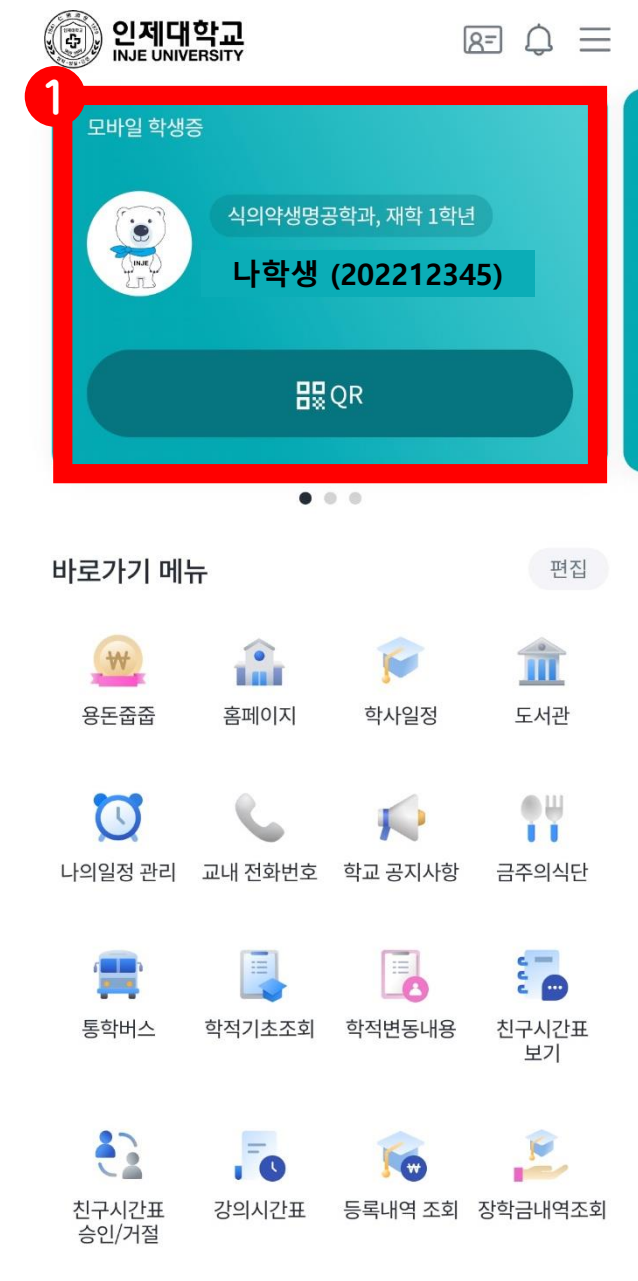 인제대학교
INJE UNIVERSITY
1
모바일 학생증
식의약생명공학과, 재학 1학년
INJE
나학생 (202212345)
QR
바로가기 메뉴
편집
용돈줍줍 홈페이지 학사일정 도서관
나의일정 관리 교내 전화번호 학교 공지사항 금주의식단
통학버스 학적기초조회 학적변동내용 친구시간표
보기
친구시간표 강의시간표 등록내역 조회 장학금내역조회
승인/거절